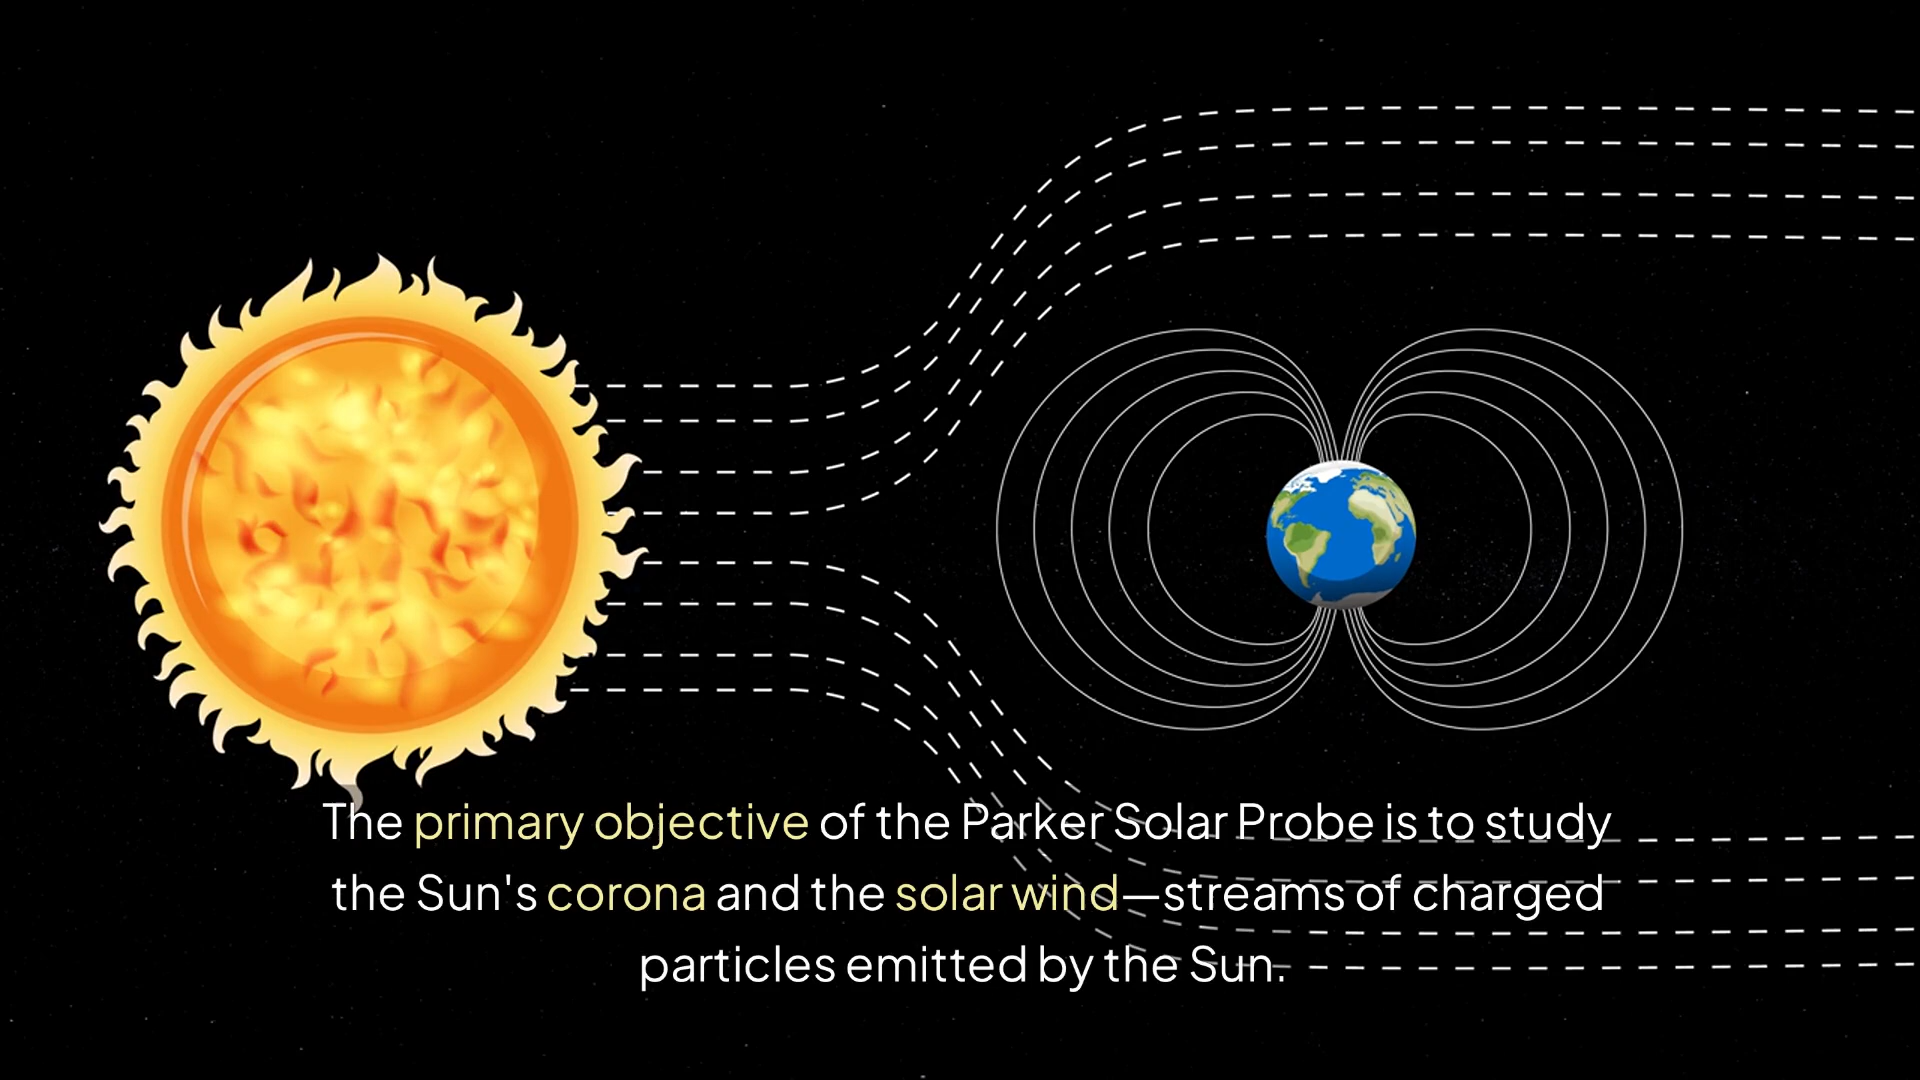 The primary objective of the Parker Solar Probe is to study
the Sun's corona and the solar wind—streams of charged
particles emitted by the Sun.